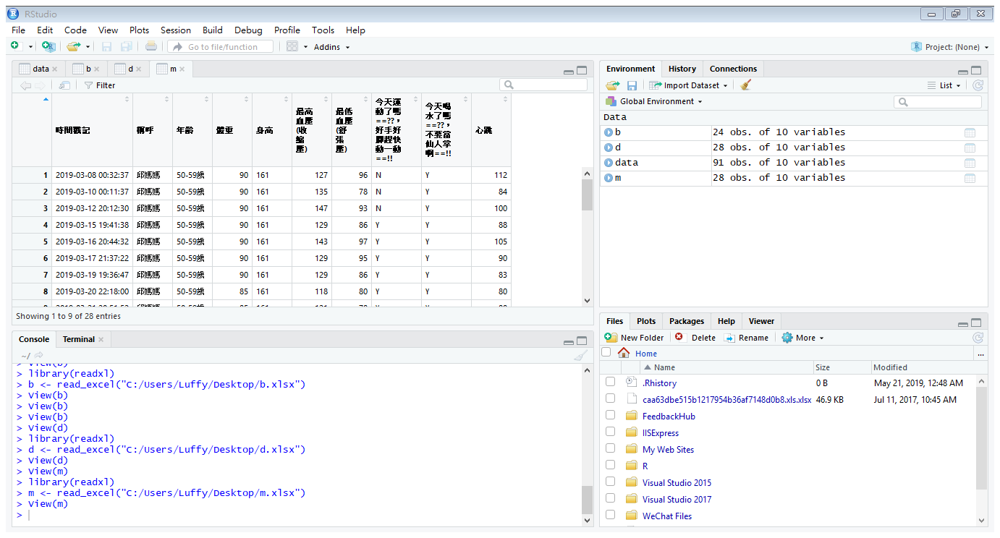 RStudio
File Edit Code View Plots Session Build Debug Profile Tools Help
Go to file/function Addins Project: (None)
data b d m
Filter
時間戳記 稱呼 年齡 體重 身高 最高血壓(收縮壓) 最低血壓(舒張壓) 今天運動了嗎==??，好手好腳趕快動一動==!! 今天喝水了嗎==??，不要當仙人掌啊==!! 心跳
1 2019-03-08 00:32:37 邱媽媽 50-59歲 90 161 127 96 N Y 112
2 2019-03-10 00:11:37 邱媽媽 50-59歲 90 161 135 78 N Y 84
3 2019-03-12 20:12:30 邱媽媽 50-59歲 90 161 147 93 N Y 100
4 2019-03-15 19:41:38 邱媽媽 50-59歲 90 161 129 86 Y Y 88
5 2019-03-16 20:44:32 邱媽媽 50-59歲 90 161 143 97 Y Y 105
6 2019-03-17 21:37:22 邱媽媽 50-59歲 90 161 129 95 Y Y 90
7 2019-03-19 19:36:47 邱媽媽 50-59歲 90 161 129 86 Y Y 83
8 2019-03-20 22:18:00 邱媽媽 50-59歲 85 161 118 80 Y Y 80
Showing 1 to 9 of 28 entries
Console Terminal
~/
> View(b)
> library(readxl)
> b <- read_excel("C:/Users/Luffy/Desktop/b.xlsx")
> View(b)
> View(b)
> View(b)
> View(d)
> library(readxl)
> d <- read_excel("C:/Users/Luffy/Desktop/d.xlsx")
> View(d)
> View(m)
> library(readxl)
> m <- read_excel("C:/Users/Luffy/Desktop/m.xlsx")
> View(m)
>
Environment History Connections
Import Dataset List
Global Environment
Data
b 24 obs. of 10 variables
d 28 obs. of 10 variables
data 91 obs. of 10 variables
m 28 obs. of 10 variables
Files Plots Packages Help Viewer
New Folder Delete Rename More
Home ...
Name Size Modified
.Rhistory 0 B May 21, 2019, 12:48 AM
caa63dbe515b1217954b36af7148d0b8.xls.xlsx 46.9 KB Jul 11, 2017, 10:45 AM
FeedbackHub
IISExpress
My Web Sites
R
Visual Studio 2015
Visual Studio 2017
WeChat Files